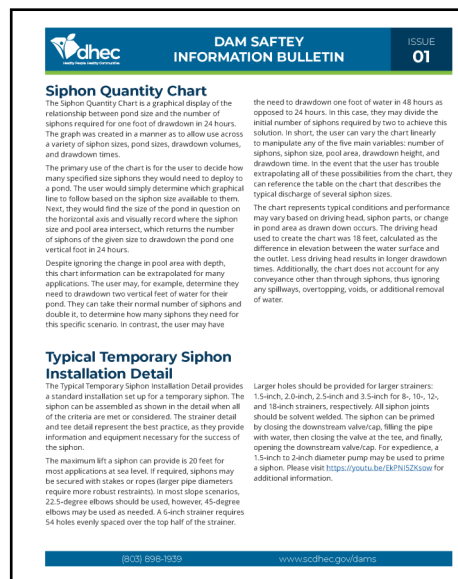 dhec
Healthy People. Healthy Communities.
DAM SAFTEY
INFORMATION BULLETIN
ISSUE
01
Siphon Quantity Chart
The Siphon Quantity Chart is a graphical display of the
relationship between pond size and the number of
siphons required for one foot of drawdown in 24 hours.
The graph was created in a manner as to allow use across
a variety of siphon sizes, pond sizes, drawdown volumes,
and drawdown times.
The primary use of the chart is for the user to decide how
many specified size siphons they would need to deploy to
a pond. The user would simply determine which graphical
line to follow based on the siphon size available to them.
Next, they would find the size of the pond in question on
the horizontal axis and visually record where the siphon
size and pool area intersect, which returns the number
of siphons of the given size to drawdown the pond one
vertical foot in 24 hours.
Despite ignoring the change in pool area with depth,
this chart information can be extrapolated for many
applications. The user may, for example, determine they
need to drawdown two vertical feet of water for their
pond. They can take their normal number of siphons and
double it, to determine how many siphons they need for
this specific scenario. In contrast, the user may have
the need to drawdown one foot of water in 48 hours as
opposed to 24 hours. In this case, they may divide the
initial number of siphons required by two to achieve this
solution. In short, the user can vary the chart linearly
to manipulate any of the five main variables: number of
siphons, siphon size, pool area, drawdown height, and
drawdown time. In the event that the user has trouble
extrapolating all of these possibilities from the chart, they
can reference the table on the chart that describes the
typical discharge of several siphon sizes.
The chart represents typical conditions and performance
may vary based on driving head, siphon parts, or change
in pond area as drawn down occurs. The driving head
used to create the chart was 18 feet, calculated as the
difference in elevation between the water surface and
the outlet. Less driving head results in longer drawdown
times. Additionally, the chart does not account for any
conveyance other than through siphons, thus ignoring
any spillways, overtopping, voids, or additional removal
of water.
Typical Temporary Siphon
Installation Detail
The Typical Temporary Siphon Installation Detail provides
a standard installation set up for a temporary siphon. The
siphon can be assembled as shown in the detail when all
of the criteria are met or considered. The strainer detail
and tee detail represent the best practice, as they provide
information and equipment necessary for the success of
the siphon.
The maximum lift a siphon can provide is 20 feet for
most applications at sea level. If required, siphons may
be secured with stakes or ropes (larger pipe diameters
require more robust restraints). In most slope scenarios,
22.5-degree elbows should be used, however, 45-degree
elbows may be used as needed. A 6-inch strainer requires
54 holes evenly spaced over the top half of the strainer.
Larger holes should be provided for larger strainers:
1.5-inch, 2.0-inch, 2.5-inch and 3.5-inch for 8-, 10-, 12-,
and 18-inch strainers, respectively. All siphon joints
should be solvent welded. The siphon can be primed
by closing the downstream valve/cap, filling the pipe
with water, then closing the valve at the tee, and finally,
opening the downstream valve/cap. For expedience, a
1.5-inch to 2-inch diameter pump may be used to prime
a siphon. Please visit https://youtu.be/EkPNI5ZKsow for
additional information.
(803) 898-1939
www.scdhec.gov/dams